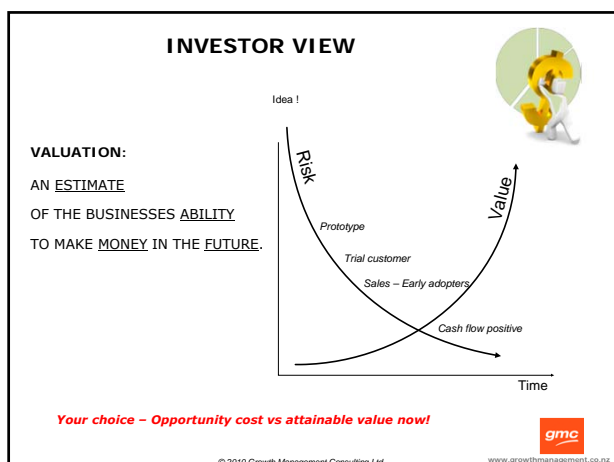 INVESTOR VIEW
Idea !
VALUATION:
AN ESTIMATE
OF THE BUSINESSES ABILITY
TO MAKE MONEY IN THE FUTURE.
Risk
Value
Prototype
Trial customer
Sales – Early adopters
Cash flow positive
Time
Your choice – Opportunity cost vs attainable value now!
gmc
© 2010 Growth Management Consulting Ltd
www.growthmanagement.co.nz